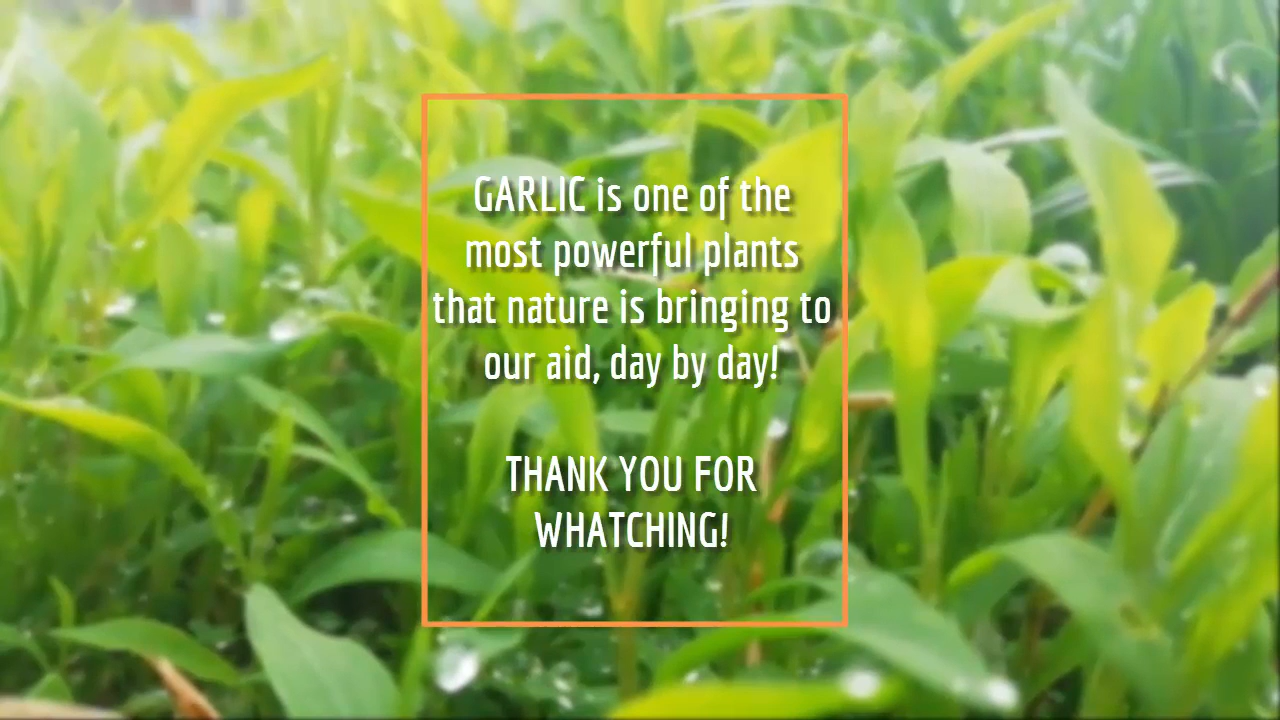 GARLIC is one of the
most powerful plants
that nature is bringing to
our aid, day by day!
THANK YOU FOR
WHATCHING!